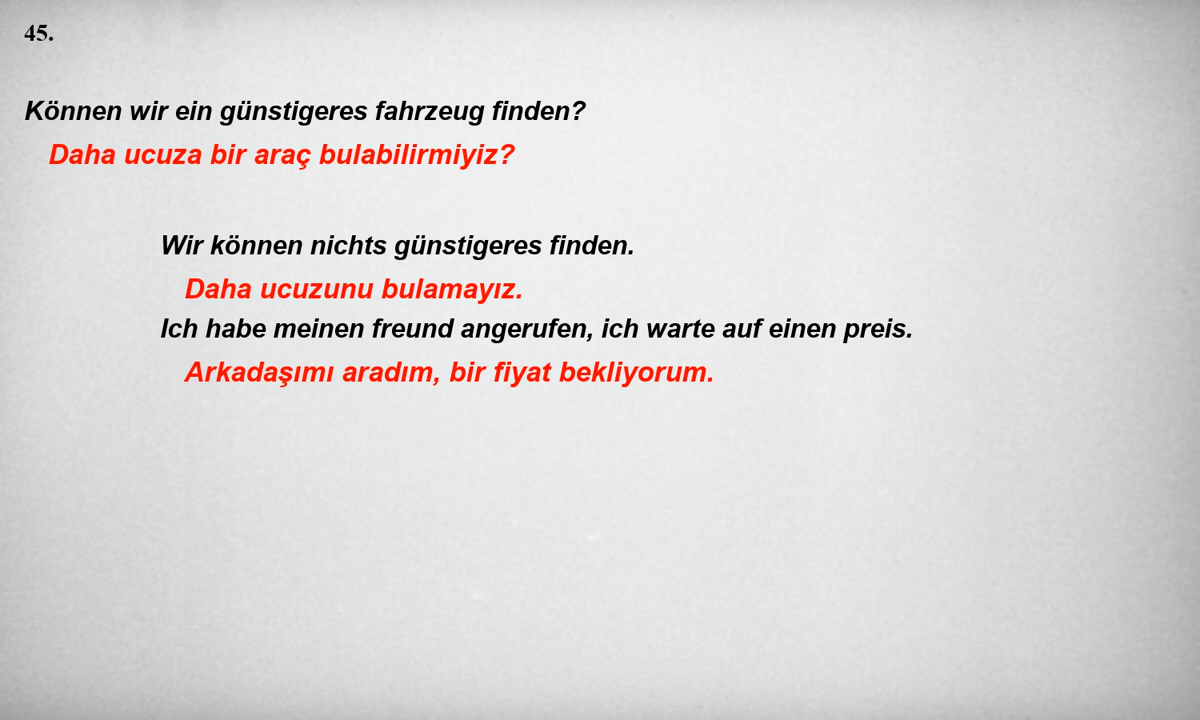 45.
Können wir ein günstigeres fahrzeug finden?
Daha ucuza bir araç bulabilirmiyiz?
Wir können nichts günstigeres finden.
Daha ucuzunu bulamayız.
Ich habe meinen freund angerufen, ich warte auf einen preis.
Arkadaşımı aradım, bir fiyat bekliyorum.